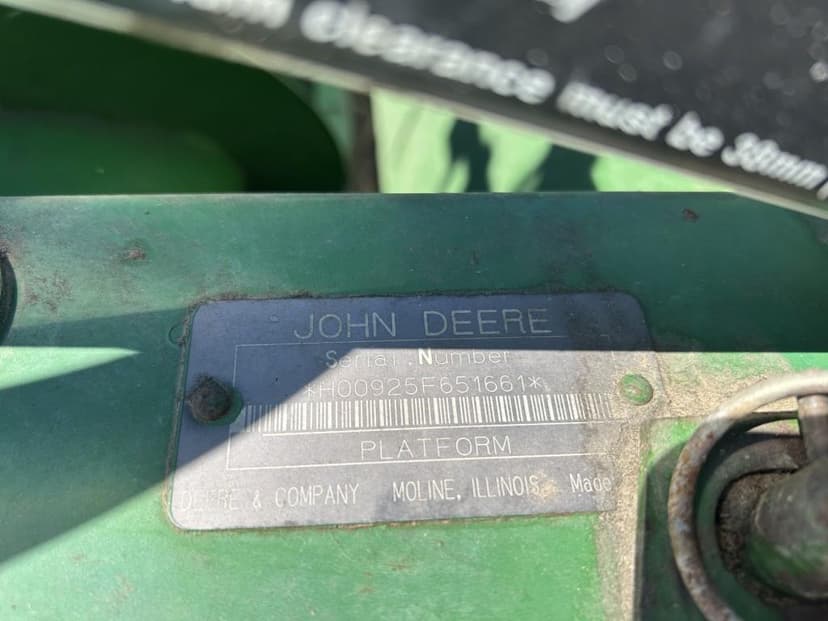 clearance must be 38mm
JOHN DEERE
Serial Number
*H00925F651661*
PLATFORM
DEERE & COMPANY MOLINE, ILLINOIS Made